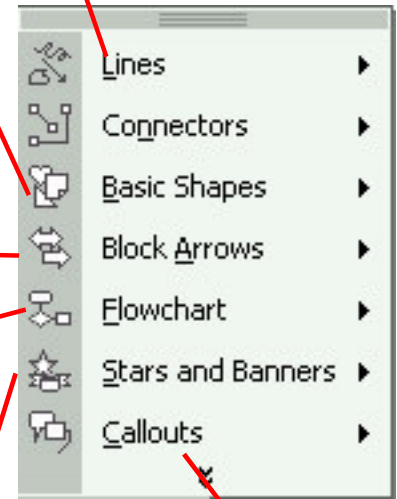 Lines
Connectors
Basic Shapes
Block Arrows
Flowchart
Stars and Banners
Callouts